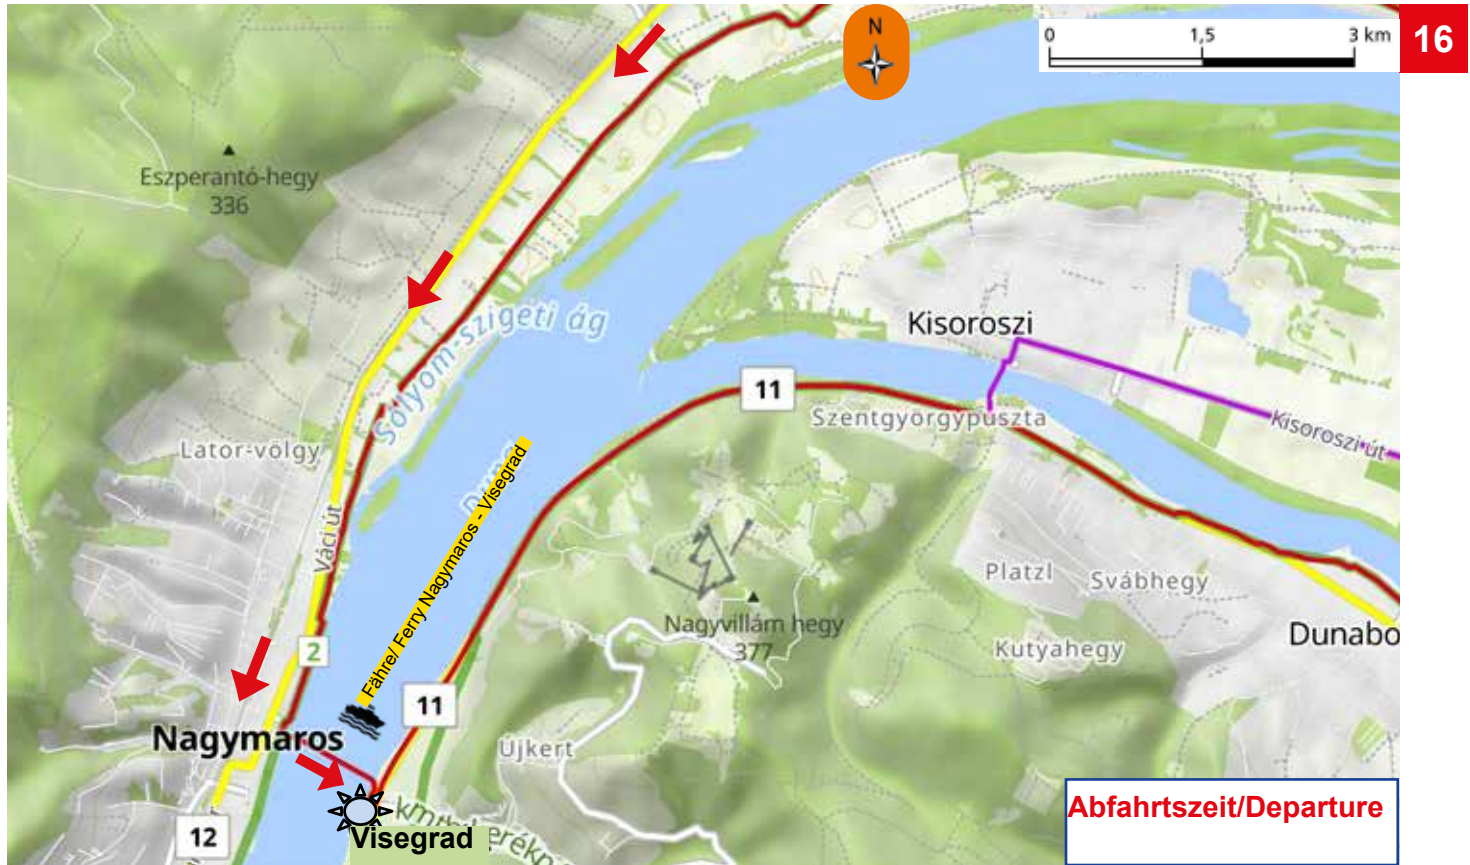 N
0 1,5 3 km
16
Eszperantó-hegy
336
Sólyom-szigeti ág
Kisoroszi
11
Szentgyörgypuszta
Kisoroszi út
Lator-völgy
Váci út
Fähre/ Ferry Nagymaros - Visegrad
Platzl
Svábhegy
Nagyvillám hegy
377
Kutyahegy
Dunabo
2
11
Nagymaros
Ujkert
12
Visegrad
Abfahrtszeit/Departure